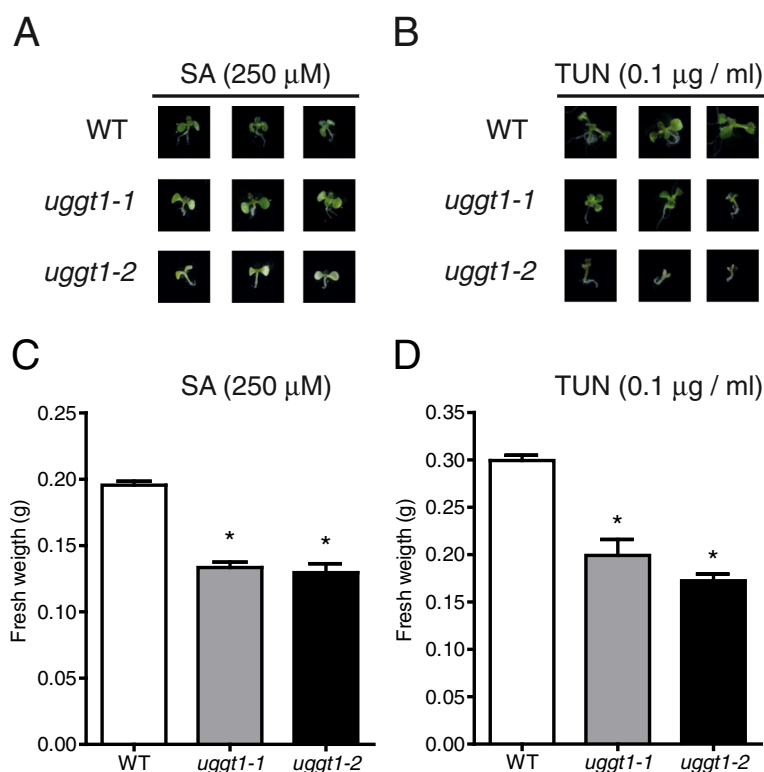 A
SA (250 μM)
WT
uggt1-1
uggt1-2
B
TUN (0.1 μg / ml)
WT
uggt1-1
uggt1-2
C
SA (250 μM)
Fresh weigth (g)
0.25
0.20
0.15
0.10
0.05
0.00
* *
WT uggt1-1 uggt1-2
D
TUN (0.1 μg / ml)
Fresh weigth (g)
0.35
0.30
0.25
0.20
0.15
0.10
0.05
0.00
*
*
WT uggt1-1 uggt1-2